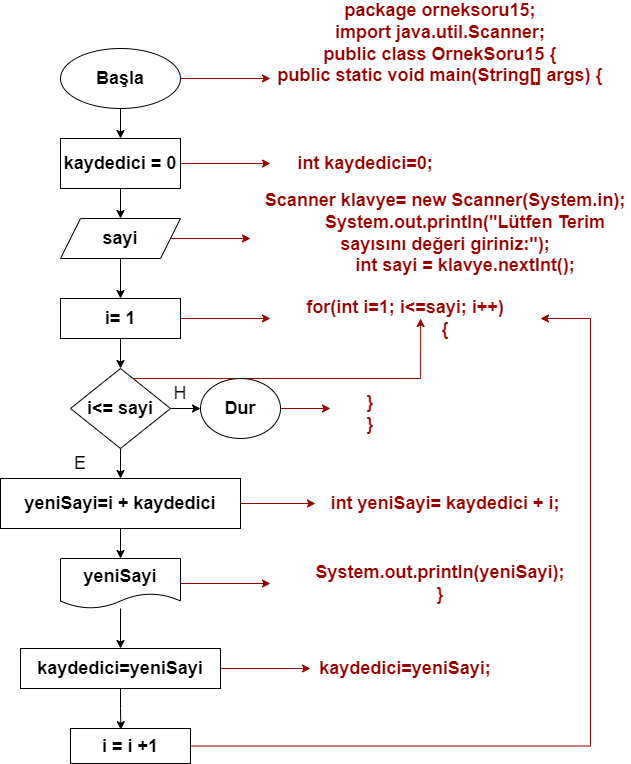 package orneksoru15;
import java.util.Scanner;
public class OrnekSoru15 {
public static void main(String[] args) {
Başla
kaydedici = 0
int kaydedici=0;
Scanner klavye= new Scanner(System.in);
System.out.println("Lütfen Terim
sayısını değeri giriniz:");
int sayi = klavye.nextInt();
sayi
i= 1
for(int i=1; i<=sayi; i++)
{
i<= sayi
H
Dur
}
}
E
yeniSayi=i + kaydedici
int yeniSayi= kaydedici + i;
yeniSayi
System.out.println(yeniSayi);
}
kaydedici=yeniSayi
kaydedici=yeniSayi;
i = i +1